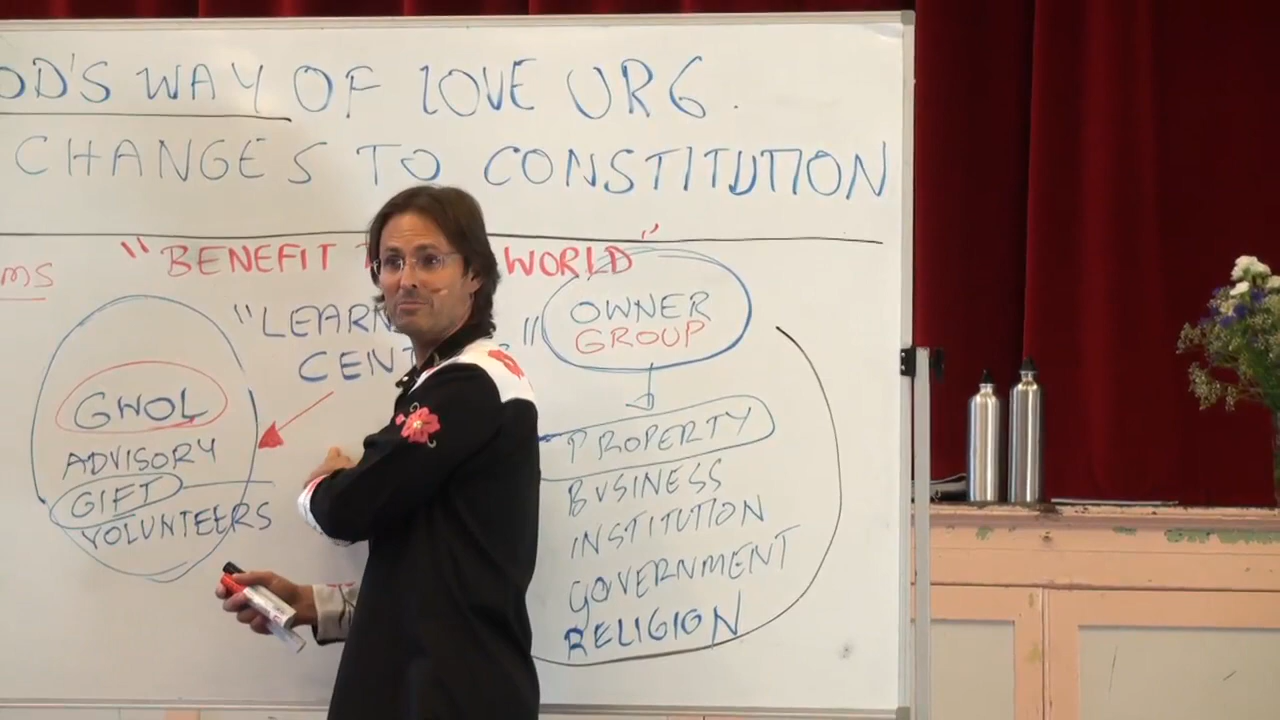 OD'S WAY OF LOVE URG.
CHANGES TO CONSTITUTION
MS "BENEFIT WORLD"
"LEARN
CENT "
OWNER
GROUP
GWOL
ADVISORY
GIFT
VOLUNTEERS
PROPERTY
BUSINESS
INSTITUTION
GOVERNMENT
RELIGION